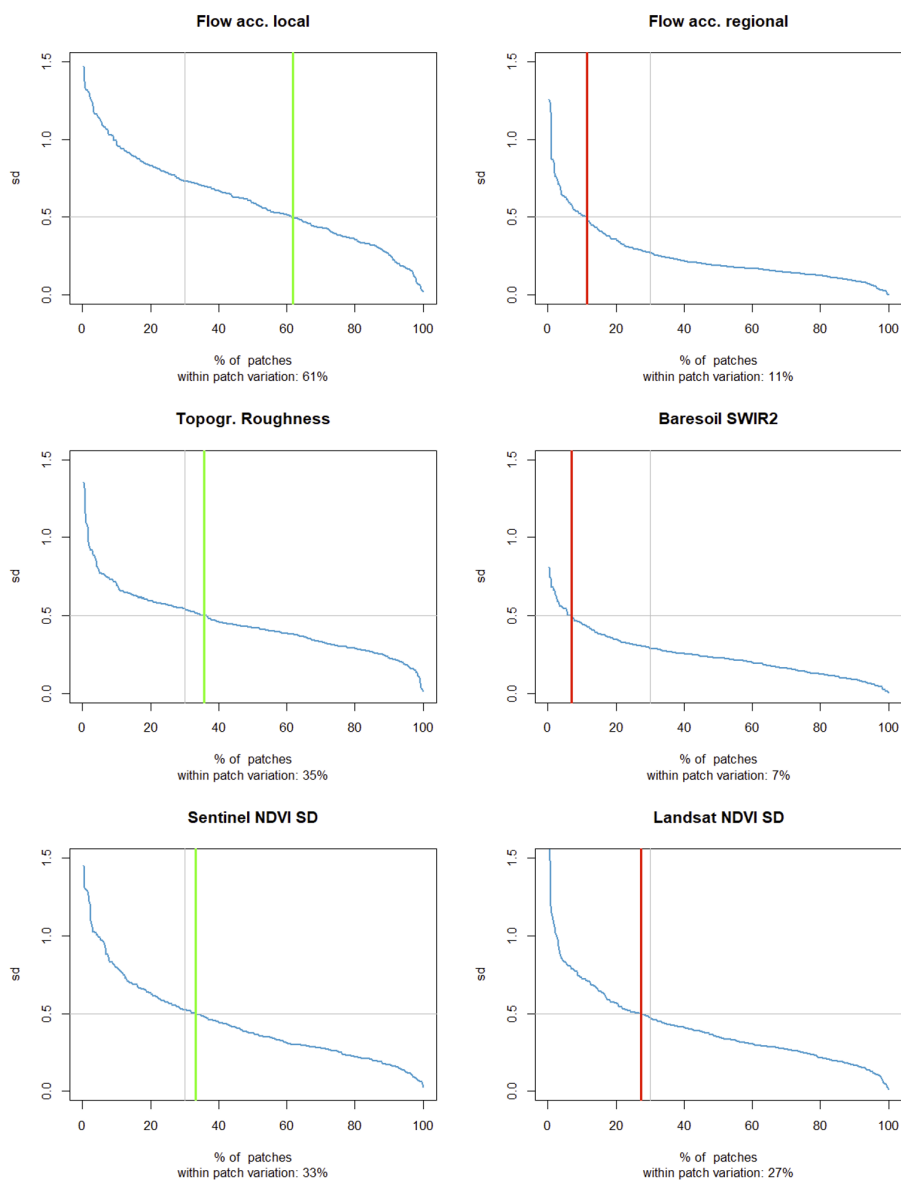 Flow acc. local
1.5
1.0
sd
0.5
0.0
0 20 40 60 80 100
% of patches
within patch variation: 61%
Flow acc. regional
1.5
1.0
sd
0.5
0.0
0 20 40 60 80 100
% of patches
within patch variation: 11%
Topogr. Roughness
1.5
1.0
sd
0.5
0.0
0 20 40 60 80 100
% of patches
within patch variation: 35%
Baresoil SWIR2
1.5
1.0
sd
0.5
0.0
0 20 40 60 80 100
% of patches
within patch variation: 7%
Sentinel NDVI SD
1.5
1.0
sd
0.5
0.0
0 20 40 60 80 100
% of patches
within patch variation: 33%
Landsat NDVI SD
1.5
1.0
sd
0.5
0.0
0 20 40 60 80 100
% of patches
within patch variation: 27%